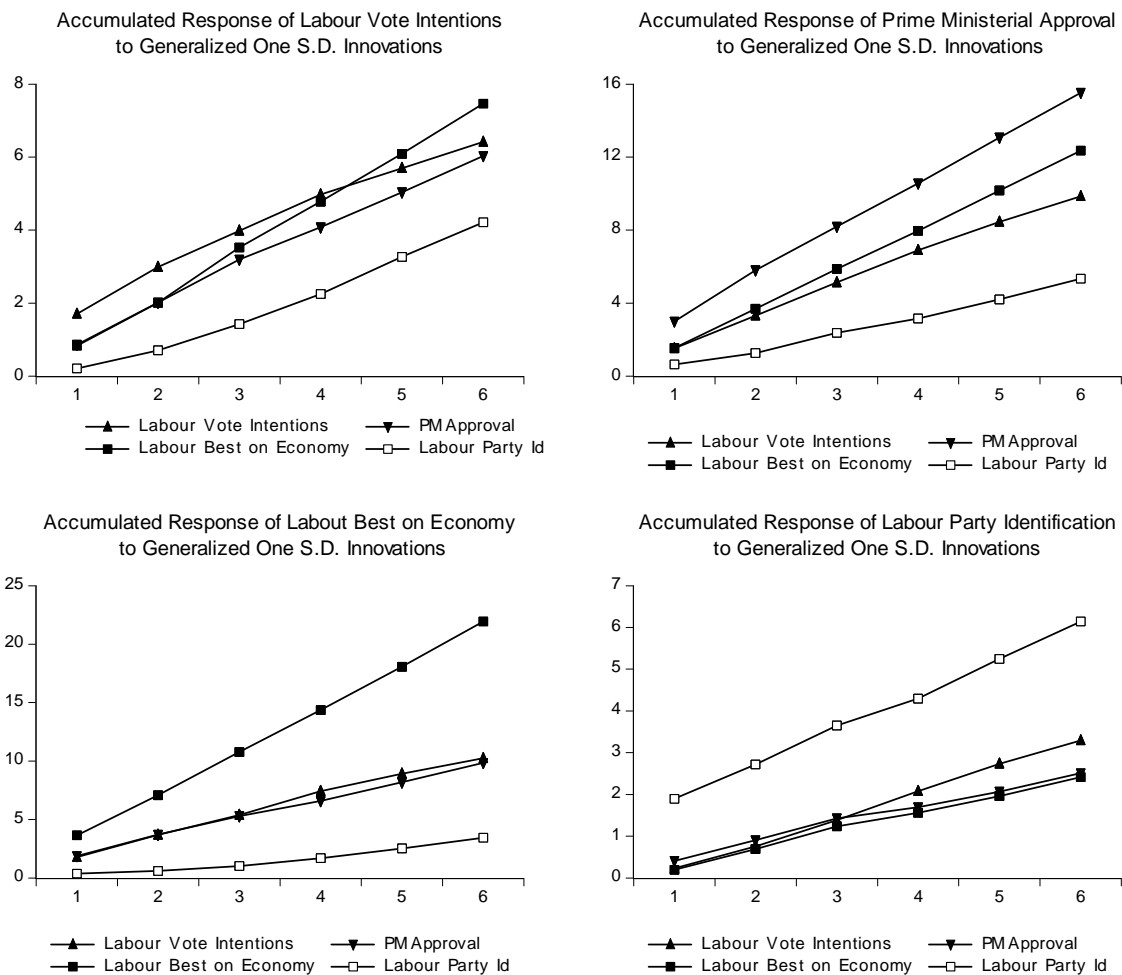 Accumulated Response of Labour Vote Intentions
to Generalized One S.D. Innovations
8
6
4
2
0
1 2 3 4 5 6
Labour Vote Intentions PM Approval
Labour Best on Economy Labour Party Id
Accumulated Response of Prime Ministerial Approval
to Generalized One S.D. Innovations
16
12
8
4
0
1 2 3 4 5 6
Labour Vote Intentions PM Approval
Labour Best on Economy Labour Party Id
Accumulated Response of Labout Best on Economy
to Generalized One S.D. Innovations
25
20
15
10
5
0
1 2 3 4 5 6
Labour Vote Intentions PM Approval
Labour Best on Economy Labour Party Id
Accumulated Response of Labour Party Identification
to Generalized One S.D. Innovations
7
6
5
4
3
2
1
0
1 2 3 4 5 6
Labour Vote Intentions PM Approval
Labour Best on Economy Labour Party Id